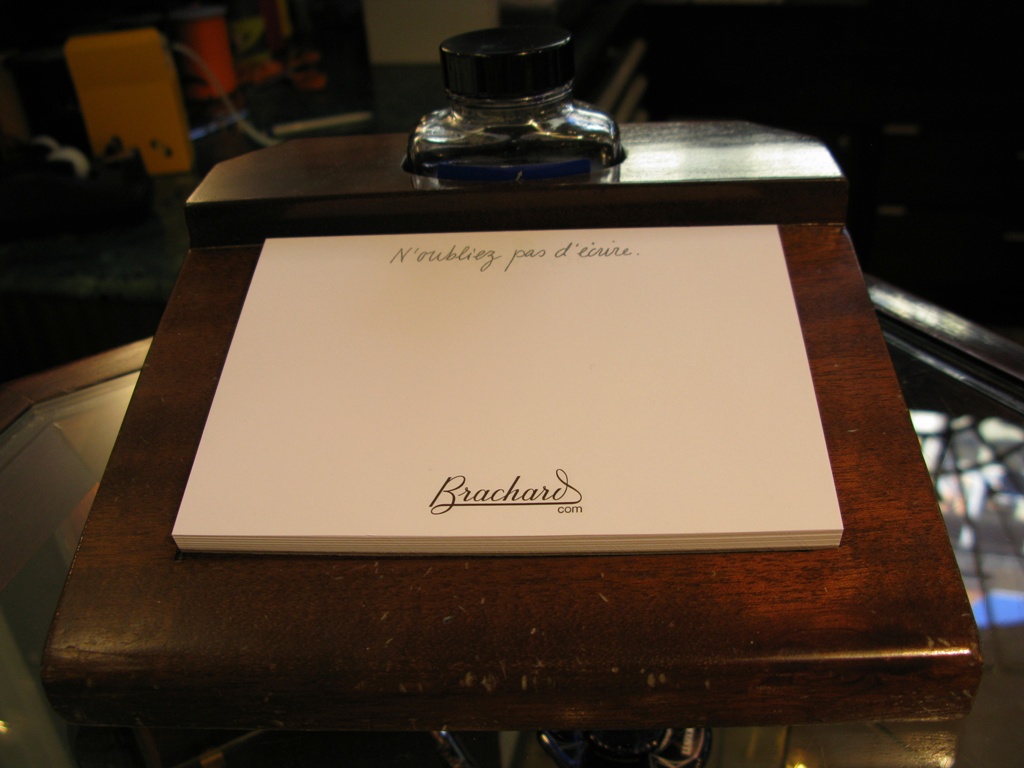 N'oubliez pas d'écrire.
Brachard
com